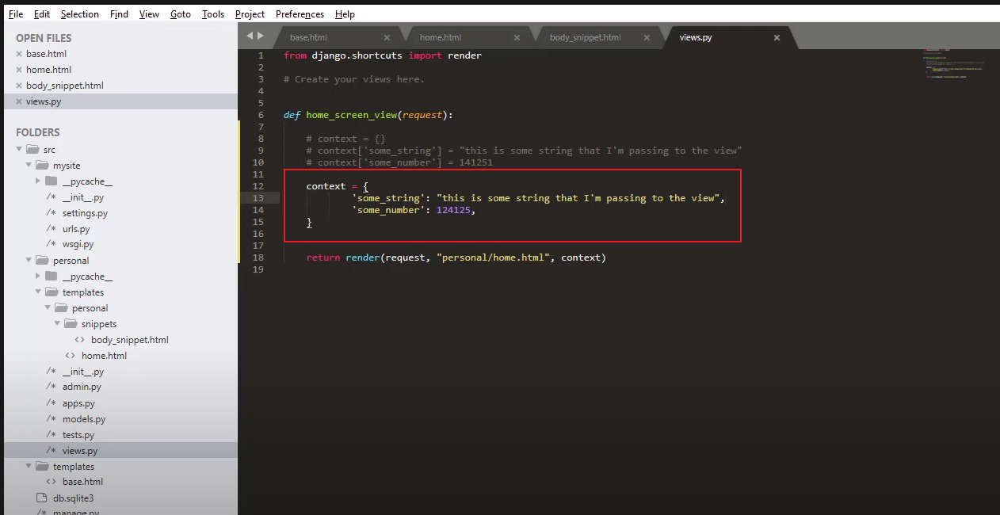 File Edit Selection Find View Goto Tools Project Preferences Help
OPEN FILES
base.html
home.html
body_snippet.html
views.py
FOLDERS
src
mysite
__pycache__
__init__.py
settings.py
urls.py
wsgi.py
personal
__pycache__
templates
personal
snippets
body_snippet.html
home.html
__init__.py
admin.py
apps.py
models.py
tests.py
views.py
templates
base.html
db.sqlite3
manage.py
base.html home.html body_snippet.html views.py
1 from django.shortcuts import render
2
3 # Create your views here.
4
5
6 def home_screen_view(request):
7
8 # context = {}
9 # context['some_string'] = "this is some string that I'm passing to the view"
10 # context['some_number'] = 141251
11
12 context = {
13 'some_string': "this is some string that I'm passing to the view",
14 'some_number': 124125,
15 }
16
17
18 return render(request, "personal/home.html", context)
19